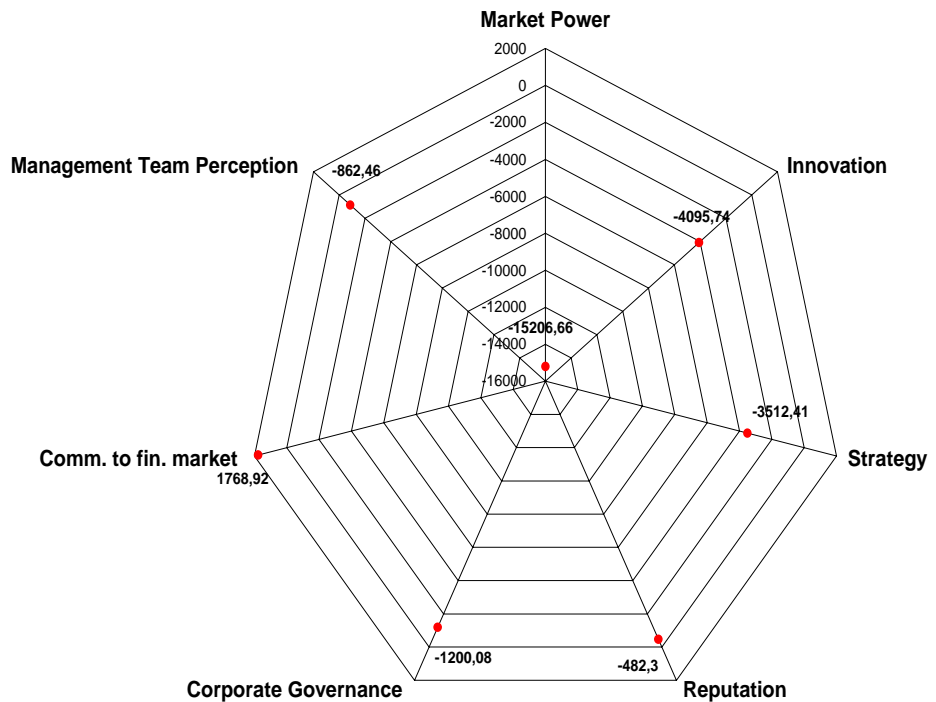 Market Power
2000
0
-2000
-4000
-6000
-8000
-10000
-12000
-14000
-16000
Management Team Perception
-862,46
Innovation
-4095,74
-15206,66
-3512,41
Strategy
Comm. to fin. market
1768,92
-1200,08
Corporate Governance
-482,3
Reputation